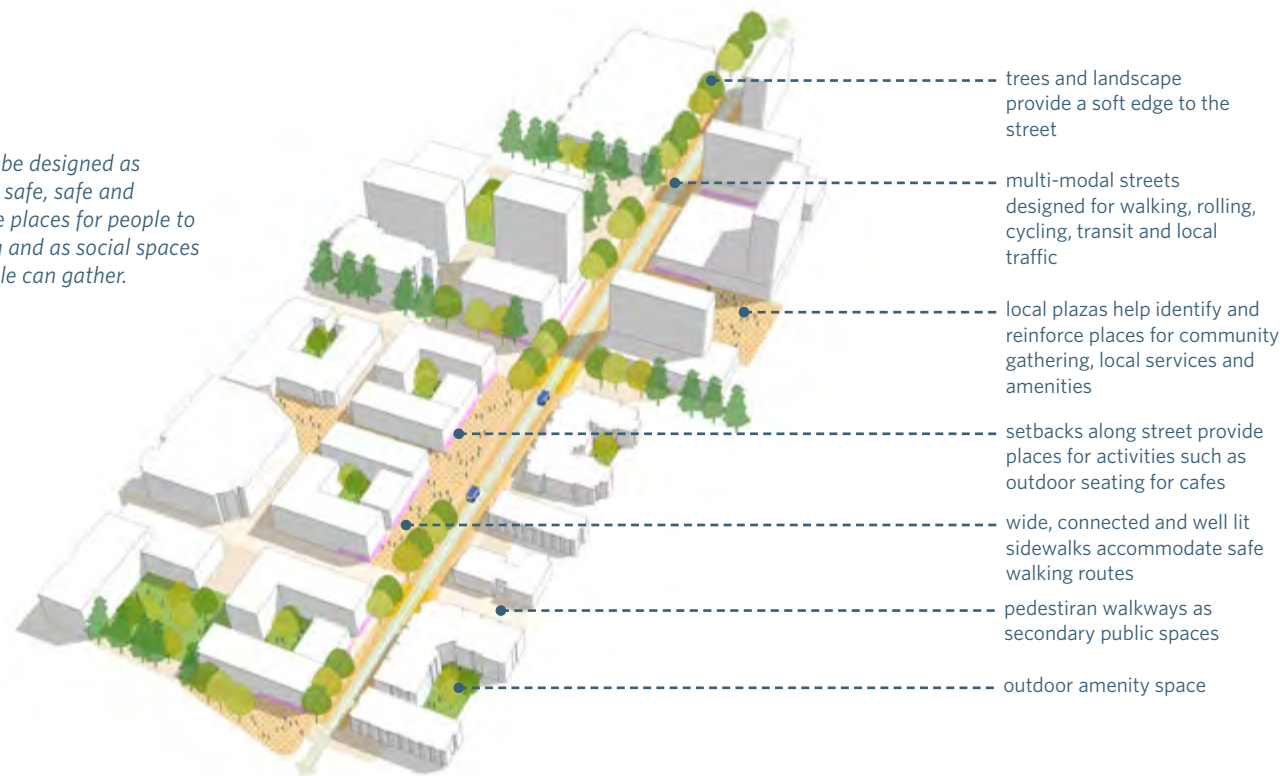 be designed as
safe, safe and
places for people to
and as social spaces
can gather.
trees and landscape
provide a soft edge to the
street
multi-modal streets
designed for walking, rolling,
cycling, transit and local
traffic
local plazas help identify and
reinforce places for community
gathering, local services and
amenities
setbacks along street provide
places for activities such as
outdoor seating for cafes
wide, connected and well lit
sidewalks accommodate safe
walking routes
pedestiran walkways as
secondary public spaces
outdoor amenity space